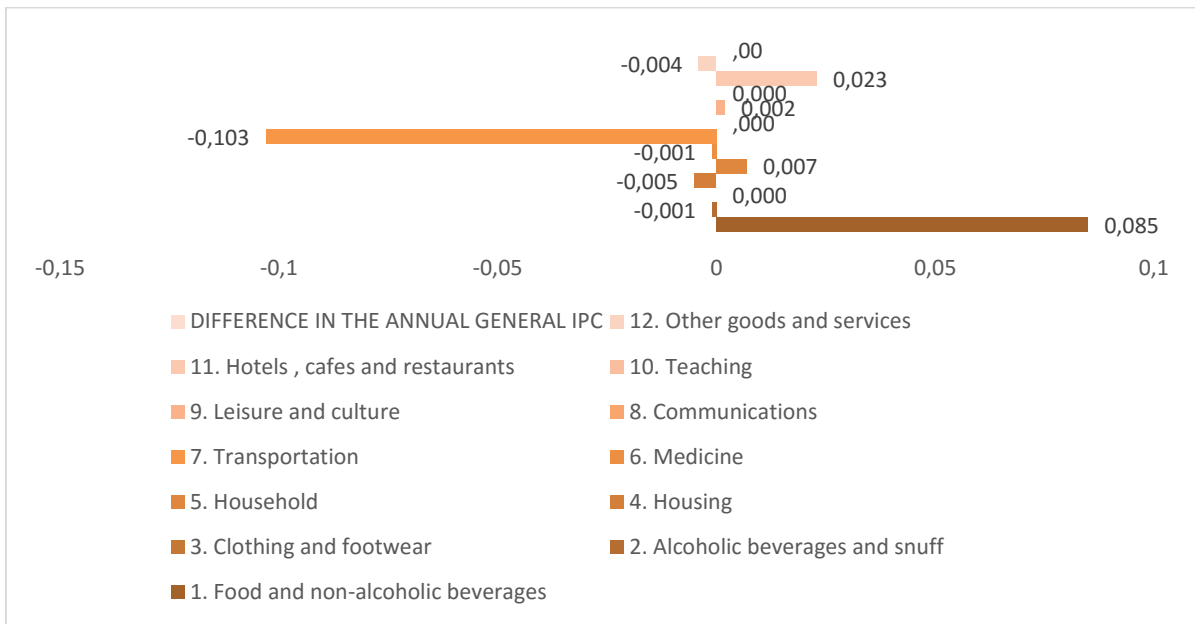 ,00
-0,004
0,023
0,000
0,002
,000
-0,103
-0,001
0,007
-0,005
0,000
-0,001
0,085
-0,15 -0,1 -0,05 0 0,05 0,1
DIFFERENCE IN THE ANNUAL GENERAL IPC 12. Other goods and services
11. Hotels , cafes and restaurants 10. Teaching
9. Leisure and culture 8. Communications
7. Transportation 6. Medicine
5. Household 4. Housing
3. Clothing and footwear 2. Alcoholic beverages and snuff
1. Food and non-alcoholic beverages